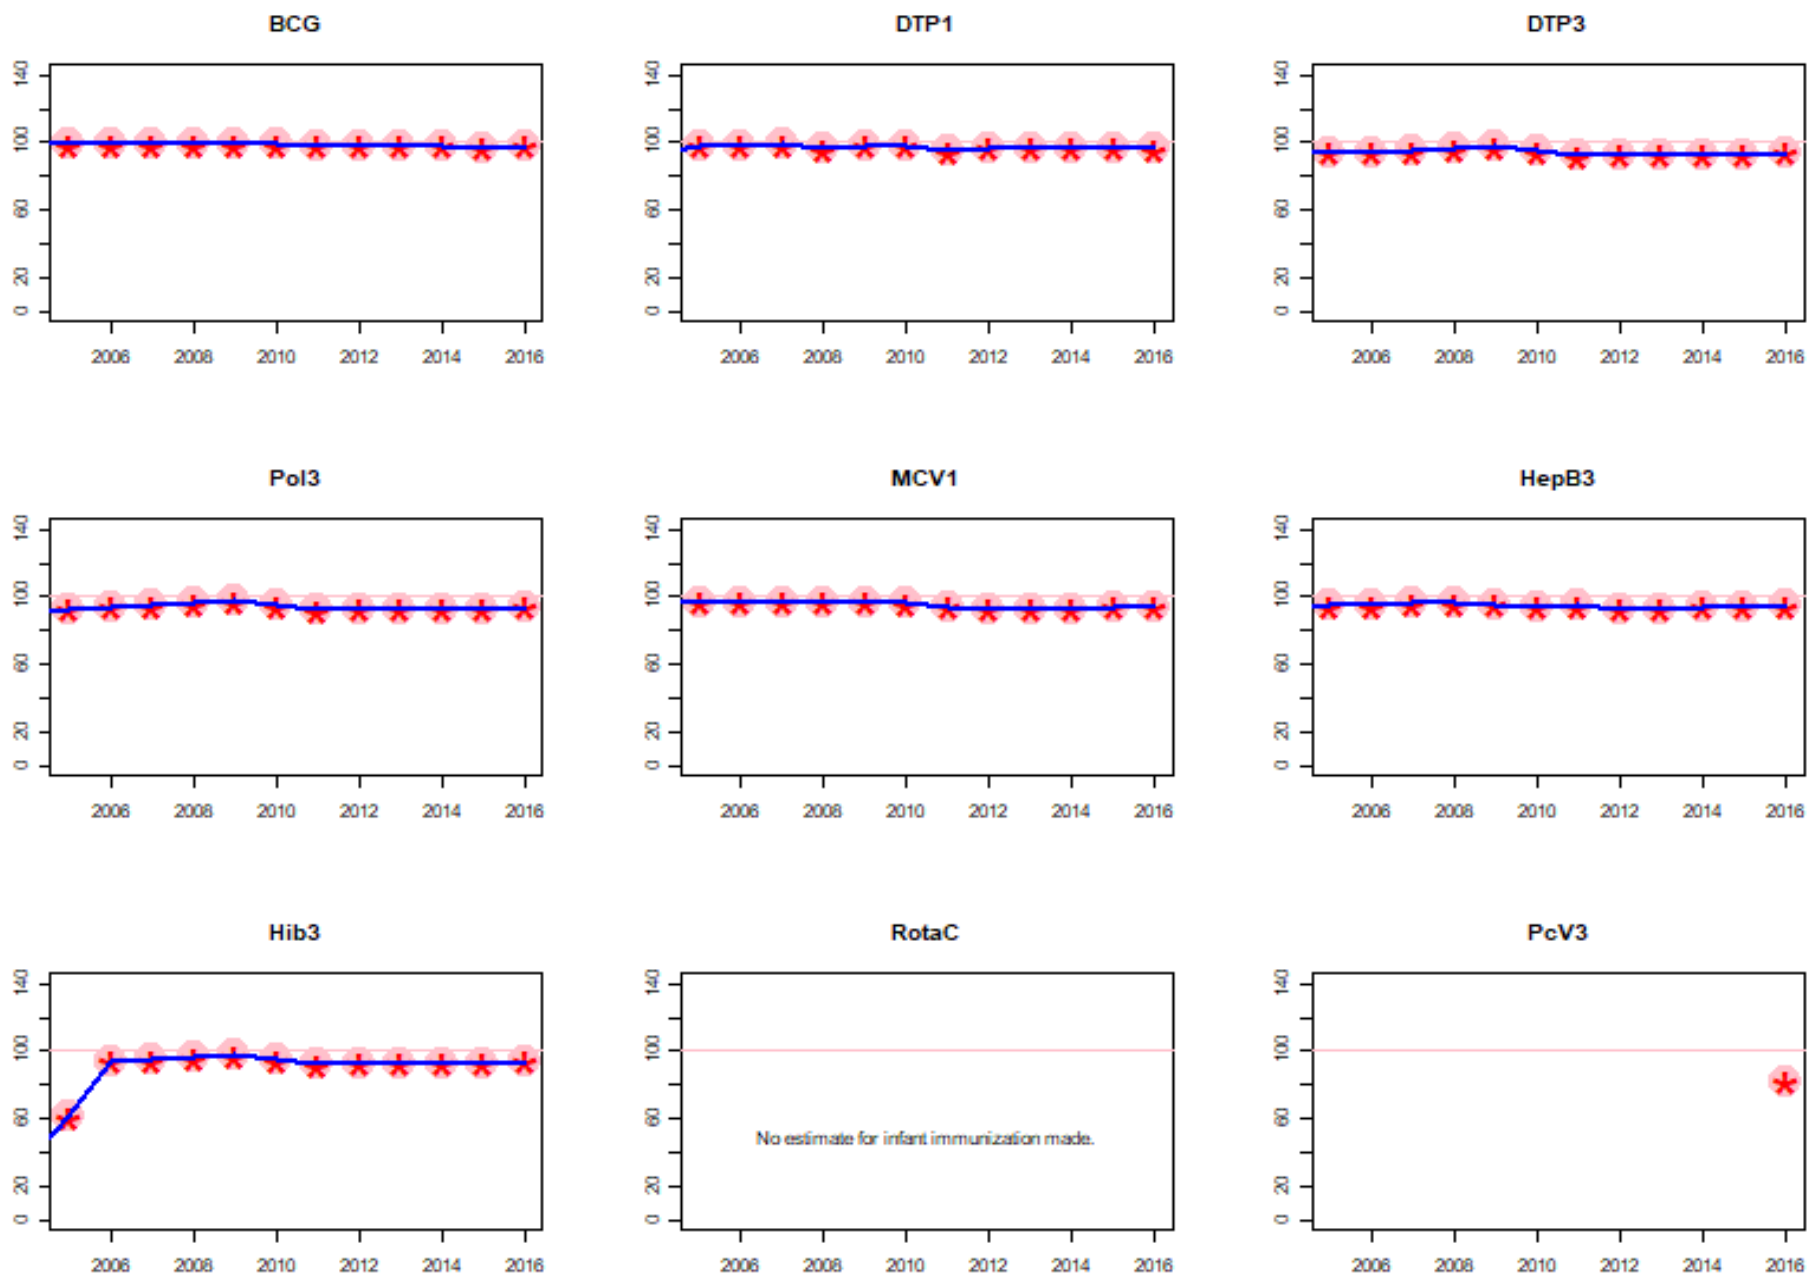 BCG DTP1 DTP3
140 140 140
100 100 100
60 60 60
20 20 20
0 0 0
2006 2008 2010 2012 2014 2016 2006 2008 2010 2012 2014 2016 2006 2008 2010 2012 2014 2016
Pol3 MCV1 HepB3
140 140 140
100 100 100
60 60 60
20 20 20
0 0 0
2006 2008 2010 2012 2014 2016 2006 2008 2010 2012 2014 2016 2006 2008 2010 2012 2014 2016
Hib3 RotaC PcV3
140 140 140
100 100 100
60 60 60
No estimate for infant immunization made.
20 20 20
0 0 0
2006 2008 2010 2012 2014 2016 2006 2008 2010 2012 2014 2016 2006 2008 2010 2012 2014 2016